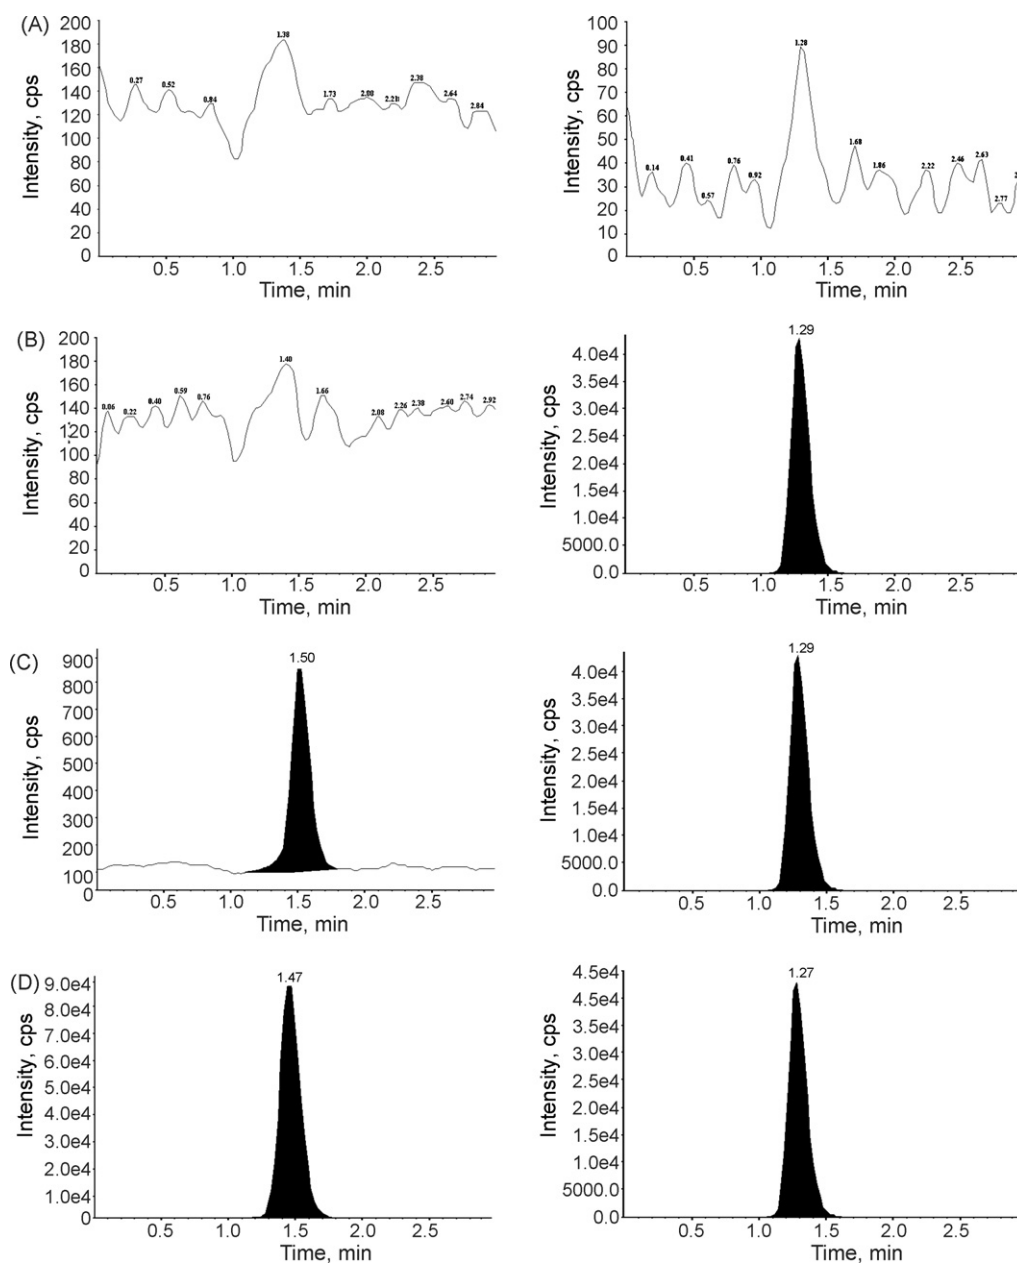 (A)
200
180
160
140
120
100
80
60
40
20
0
Intensity, cps
0.27
0.52
0.84
1.38
1.73
2.00
2.21
2.38
2.64
2.84
0.5 1.0 1.5 2.0 2.5
Time, min
100
90
80
70
60
50
40
30
20
10
0
Intensity, cps
0.14
0.41
0.57
0.76
0.92
1.28
1.68
1.86
2.22
2.46
2.63
2.77
0.5 1.0 1.5 2.0 2.5
Time, min
(B)
200
180
160
140
120
100
80
60
40
20
0
Intensity, cps
0.06
0.22
0.40
0.59
0.76
1.40
1.66
2.08
2.26
2.38
2.60
2.74
2.92
0.5 1.0 1.5 2.0 2.5
Time, min
4.0e4
3.5e4
3.0e4
2.5e4
2.0e4
1.5e4
1.0e4
5000.0
0.0
Intensity, cps
1.29
0.5 1.0 1.5 2.0 2.5
Time, min
(C)
900
800
700
600
500
400
300
200
100
0
Intensity, cps
1.50
0.5 1.0 1.5 2.0 2.5
Time, min
4.0e4
3.5e4
3.0e4
2.5e4
2.0e4
1.5e4
1.0e4
5000.0
0.0
Intensity, cps
1.29
0.5 1.0 1.5 2.0 2.5
Time, min
(D)
9.0e4
8.0e4
7.0e4
6.0e4
5.0e4
4.0e4
3.0e4
2.0e4
1.0e4
0
Intensity, cps
1.47
0.5 1.0 1.5 2.0 2.5
Time, min
4.5e4
4.5e4
3.5e4
3.0e4
2.5e4
2.0e4
1.5e4
1.0e4
5000.0
0.0
Intensity, cps
1.27
0.5 1.0 1.5 2.0 2.5
Time, min